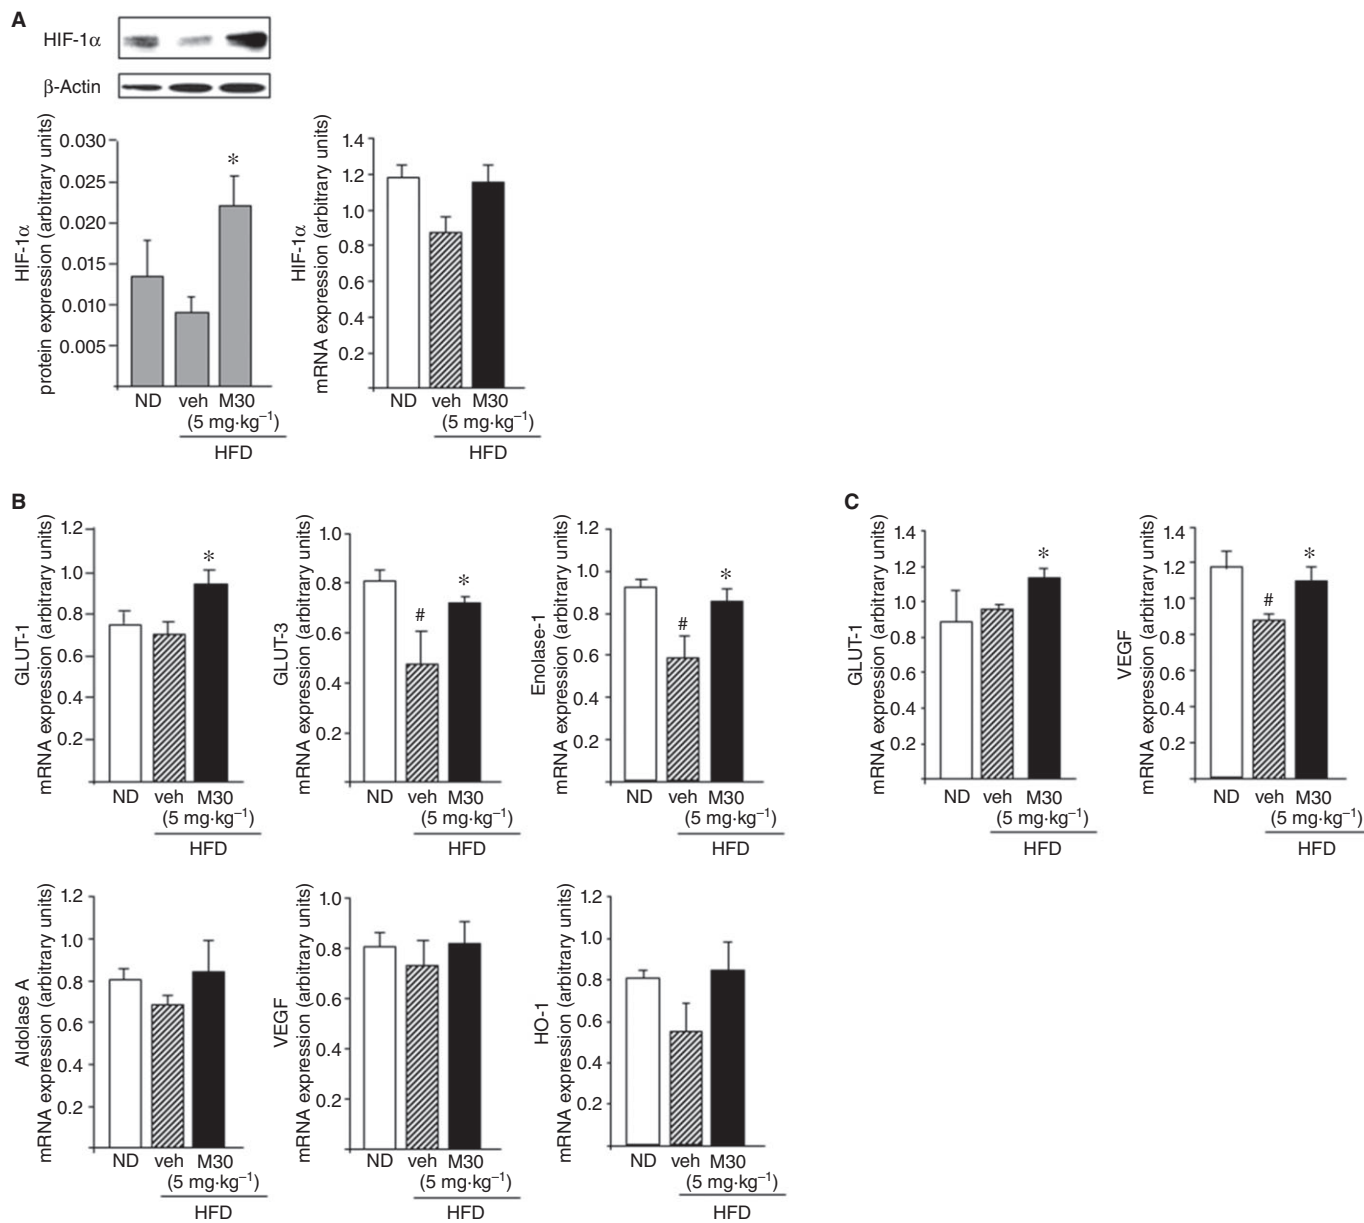 A
HIF-1α
β-Actin
HIF-1α
protein expression (arbitrary units)
0.030
0.025
0.020
0.015
0.010
0.005
*
ND veh M30
(5 mg·kg⁻¹)
HFD
HIF-1α
mRNA expression (arbitrary units)
1.4
1.2
1.0
0.8
0.6
0.4
0.2
ND veh M30
(5 mg·kg⁻¹)
HFD
B
GLUT-1
mRNA expression (arbitrary units)
1.2
1.0
0.8
0.6
0.4
0.2
*
ND veh M30
(5 mg·kg⁻¹)
HFD
GLUT-3
mRNA expression (arbitrary units)
1.0
0.8
0.6
0.4
0.2
#
*
ND veh M30
(5 mg·kg⁻¹)
HFD
Enolase-1
mRNA expression (arbitrary units)
1.2
1.0
0.8
0.6
0.4
0.2
#
*
ND veh M30
(5 mg·kg⁻¹)
HFD
C
GLUT-1
mRNA expression (arbitrary units)
1.4
1.2
1.0
0.8
0.6
0.4
0.2
*
ND veh M30
(5 mg·kg⁻¹)
HFD
VEGF
mRNA expression (arbitrary units)
1.4
1.2
1.0
0.8
0.6
0.4
0.2
#
*
ND veh M30
(5 mg·kg⁻¹)
HFD
Aldolase A
mRNA expression (arbitrary units)
1.2
1.0
0.8
0.6
0.4
0.2
ND veh M30
(5 mg·kg⁻¹)
HFD
VEGF
mRNA expression (arbitrary units)
1.0
0.8
0.6
0.4
0.2
ND veh M30
(5 mg·kg⁻¹)
HFD
HO-1
mRNA expression (arbitrary units)
1.2
1.0
0.8
0.6
0.4
0.2
ND veh M30
(5 mg·kg⁻¹)
HFD